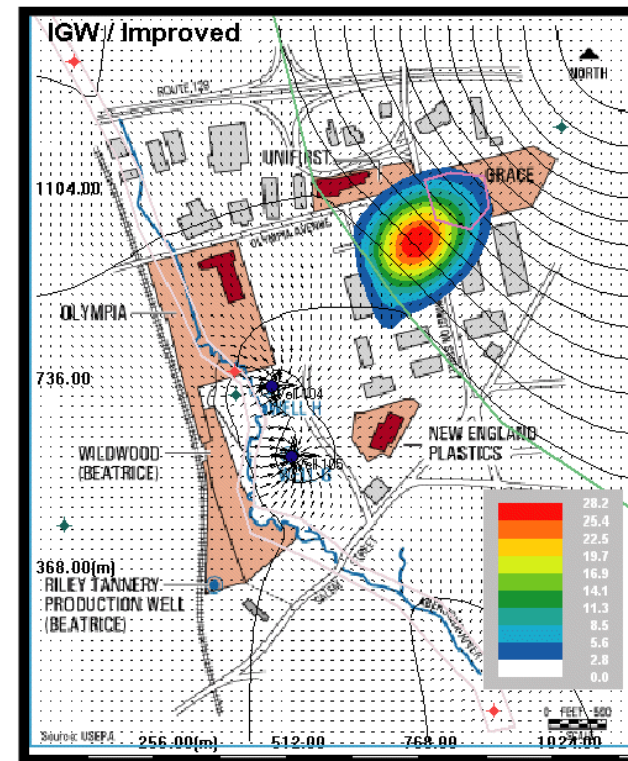 IGW / Improved
NORTH
ROUTE 128
UNIFIRST
GRACE
1104.00
OLYMPIA AVENUE
OLYMPIA
736.00
Well 104
WELL H
NEW ENGLAND
PLASTICS
WILDWOOD
(BEATRICE)
28.2
25.4
22.5
19.7
16.9
14.1
11.3
8.5
5.6
2.8
0.0
368.00(m)
RILEY TANNERY
PRODUCTION WELL
(BEATRICE)
0 FEET 500
SCALE
Source: USEPA
256.00(m)
512.00
768.00
1024.00